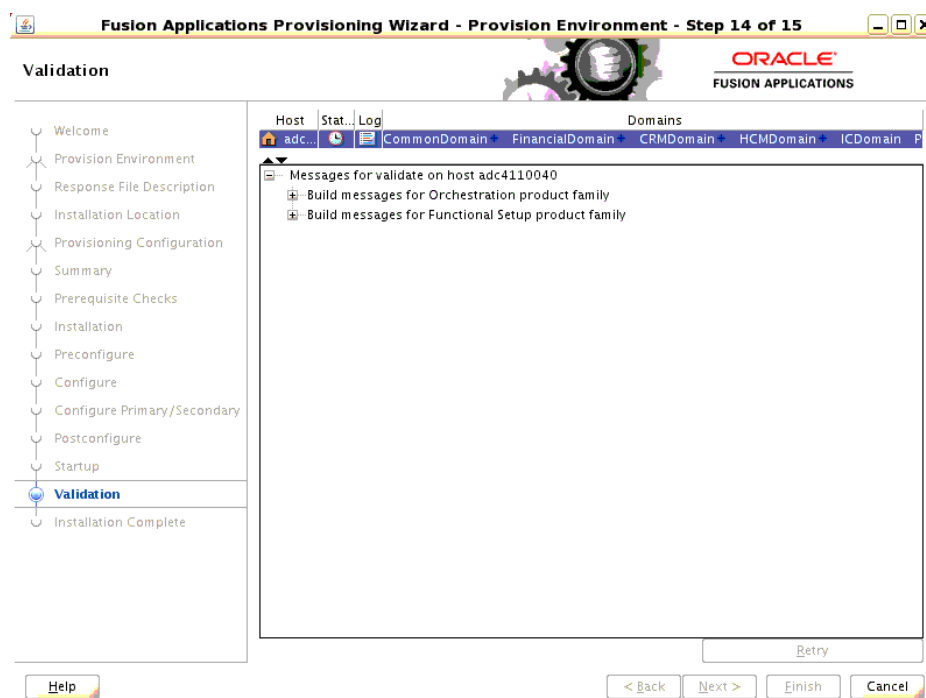 Fusion Applications Provisioning Wizard - Provision Environment - Step 14 of 15
Validation
ORACLE
FUSION APPLICATIONS
Welcome
Provision Environment
Response File Description
Installation Location
Provisioning Configuration
Summary
Prerequisite Checks
Installation
Preconfigure
Configure
Configure Primary/Secondary
Postconfigure
Startup
Validation
Installation Complete
Host Stat... Log Domains
adc... CommonDomain+ FinancialDomain+ CRMDomain+ HCMDomain+ ICDomain P
Messages for validate on host adc4110040
Build messages for Orchestration product family
Build messages for Functional Setup product family
Retry
Help < Back Next > Finish Cancel